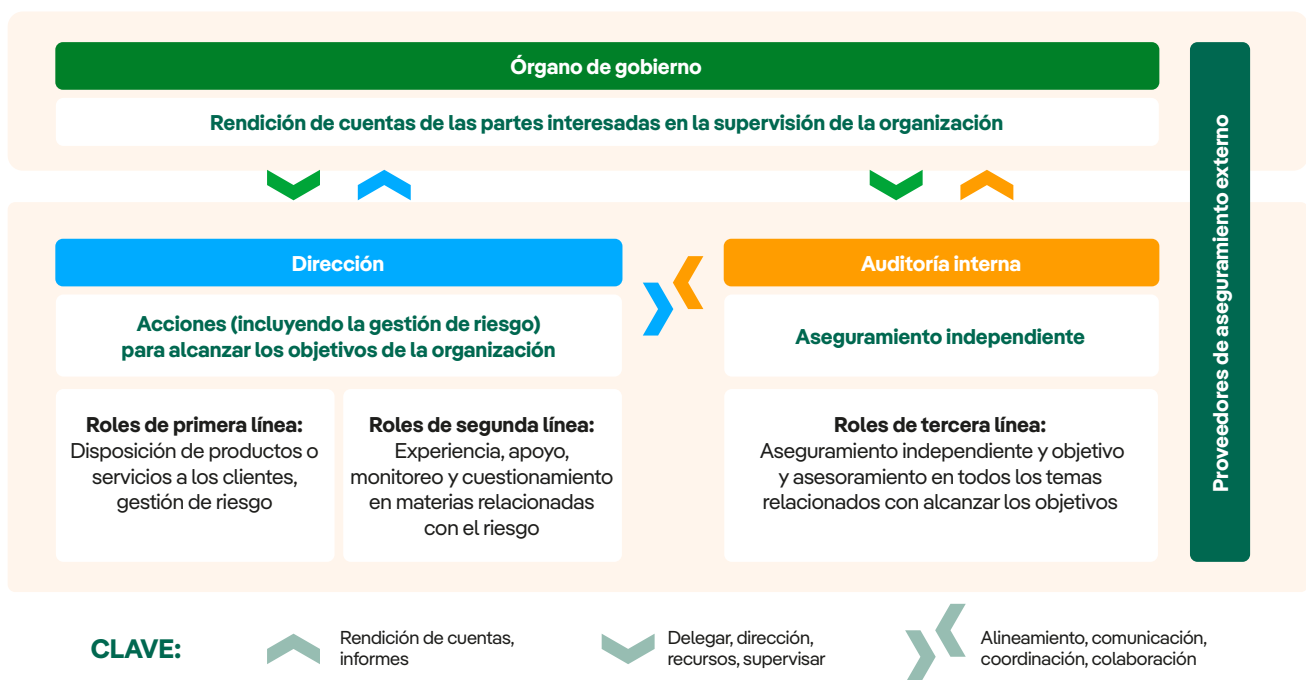 Órgano de gobierno
Rendición de cuentas de las partes interesadas en la supervisión de la organización
Dirección
Acciones (incluyendo la gestión de riesgo)
para alcanzar los objetivos de la organización
Roles de primera línea:
Disposición de productos o
servicios a los clientes,
gestión de riesgo
Roles de segunda línea:
Experiencia, apoyo,
monitoreo y cuestionamiento
en materias relacionadas
con el riesgo
Auditoría interna
Aseguramiento independiente
Roles de tercera línea:
Aseguramiento independiente y objetivo
y asesoramiento en todos los temas
relacionados con alcanzar los objetivos
Proveedores de aseguramiento externo
CLAVE:
Rendición de cuentas,
informes
Delegar, dirección,
recursos, supervisar
Alineamiento, comunicación,
coordinación, colaboración